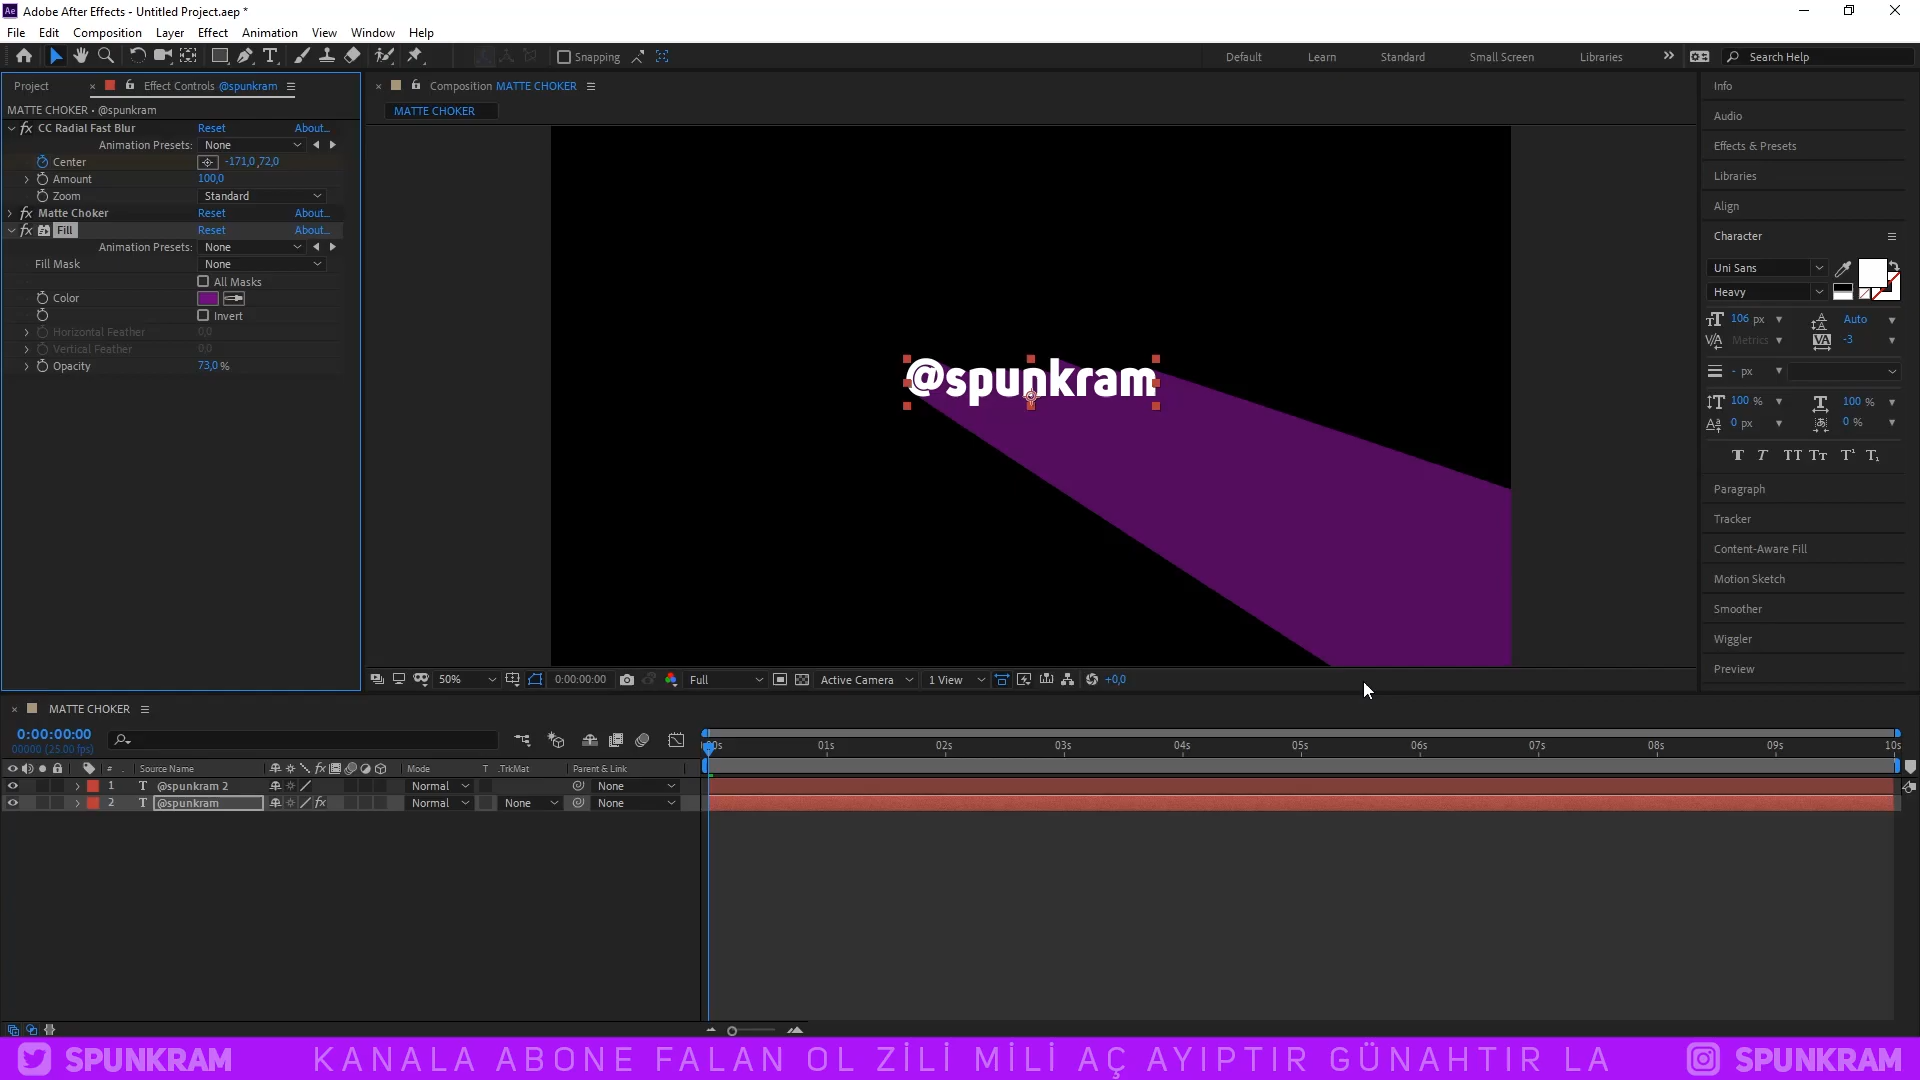 Adobe After Effects - Untitled Project.aep *
File Edit Composition Layer Effect Animation View Window Help
Snapping
Default Learn Standard Small Screen Libraries
Search Help
Project
Effect Controls @spunkram
MATTE CHOKER • @spunkram
fx CC Radial Fast Blur Reset About...
Animation Presets: None
Center -171,0 ,72,0
Amount 100,0
Zoom Standard
fx Matte Choker Reset About...
fx Fill Reset About...
Animation Presets: None
Fill Mask None
All Masks
Color
Invert
Horizontal Feather 0,0
Vertical Feather 0,0
Opacity 73,0 %
Composition MATTE CHOKER
MATTE CHOKER
@spunkram
50% 0:00:00:00 Full Active Camera 1 View +0,0
Info
Audio
Effects & Presets
Libraries
Align
Character
Uni Sans
Heavy
106 px Auto
Metrics -3
- px
100 % 100 %
0 px 0 %
T T TT Tt T¹ T₁
Paragraph
Tracker
Content-Aware Fill
Motion Sketch
Smoother
Wiggler
Preview
MATTE CHOKER
0:00:00:00
00000 (25.00 fps)
01s 02s 03s 04s 05s 06s 07s 08s 09s 10s
# Source Name fx Mode T .TrkMat Parent & Link
1 T @spunkram 2 Normal None
2 T @spunkram fx Normal None None
SPUNKRAM KANALA ABONE FALAN OL ZİLİ MİLİ AÇ AYIPTIR GÜNAHTIR LA SPUNKRAM